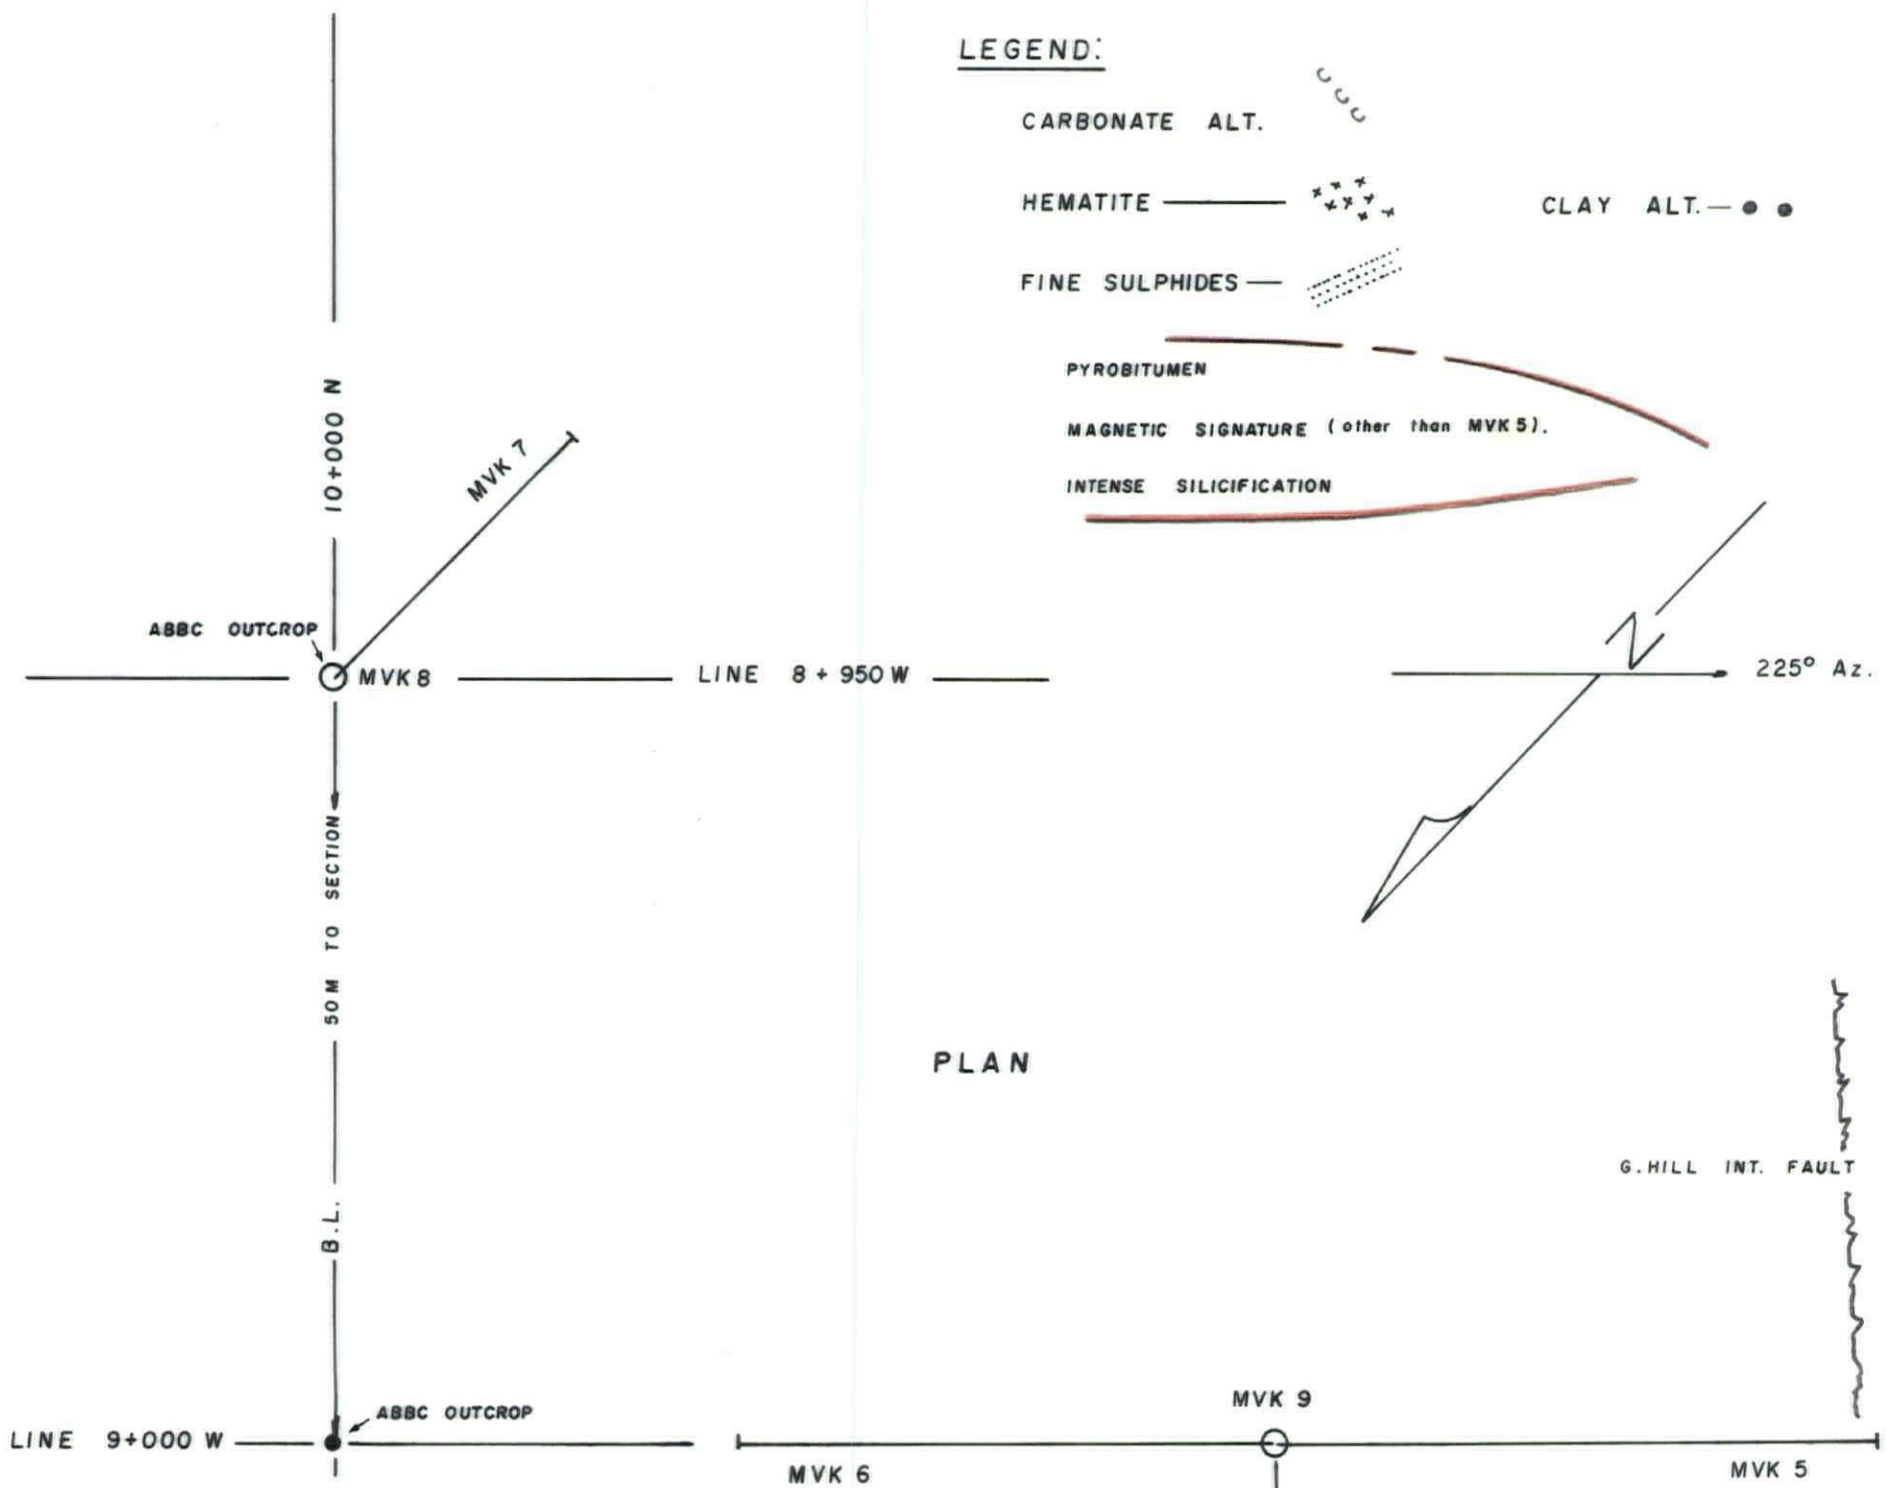 LEGEND:
CARBONATE ALT.
HEMATITE
CLAY ALT.
FINE SULPHIDES
PYROBITUMEN
MAGNETIC SIGNATURE (other than MVK 5).
INTENSE SILICIFICATION
10+000 N
MVK 7
ABBC OUTCROP
MVK 8
LINE 8 + 950 W
N
225° Az.
50 M TO SECTION
PLAN
G. HILL INT. FAULT
B.L.
MVK 9
ABBC OUTCROP
LINE 9+000 W
MVK 6
MVK 5